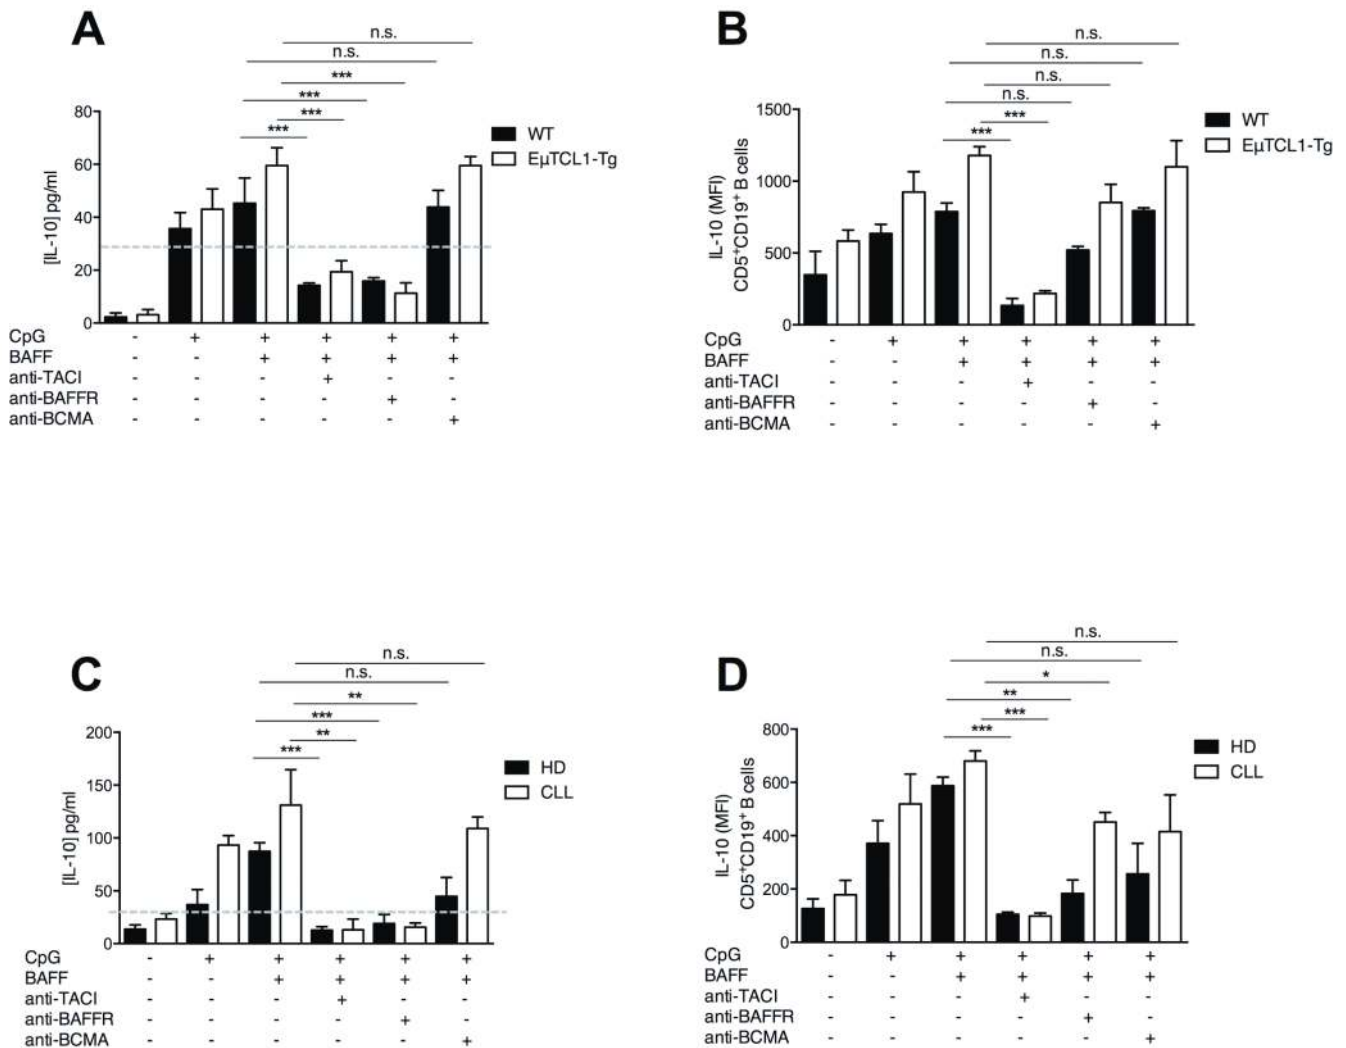 A
n.s.
n.s.
***
***
***
***
80
60
40
20
0
[IL-10] pg/ml
WT
EµTCL1-Tg
CpG - + + + + +
BAFF - - + + + +
anti-TACI - - - + - -
anti-BAFFR - - - - + -
anti-BCMA - - - - - +
B
n.s.
n.s.
n.s.
n.s.
***
***
1500
1000
500
0
IL-10 (MFI)
CD5⁺CD19⁺ B cells
WT
EµTCL1-Tg
CpG - + + + + +
BAFF - - + + + +
anti-TACI - - - + - -
anti-BAFFR - - - - + -
anti-BCMA - - - - - +
C
n.s.
n.s.
**
***
**
***
200
150
100
50
0
[IL-10] pg/ml
HD
CLL
CpG - + + + + +
BAFF - - + + + +
anti-TACI - - - + - -
anti-BAFFR - - - - + -
anti-BCMA - - - - - +
D
n.s.
n.s.
*
**
***
***
800
600
400
200
0
IL-10 (MFI)
CD5⁺CD19⁺ B cells
HD
CLL
CpG - + + + + +
BAFF - - + + + +
anti-TACI - - - + - -
anti-BAFFR - - - - + -
anti-BCMA - - - - - +